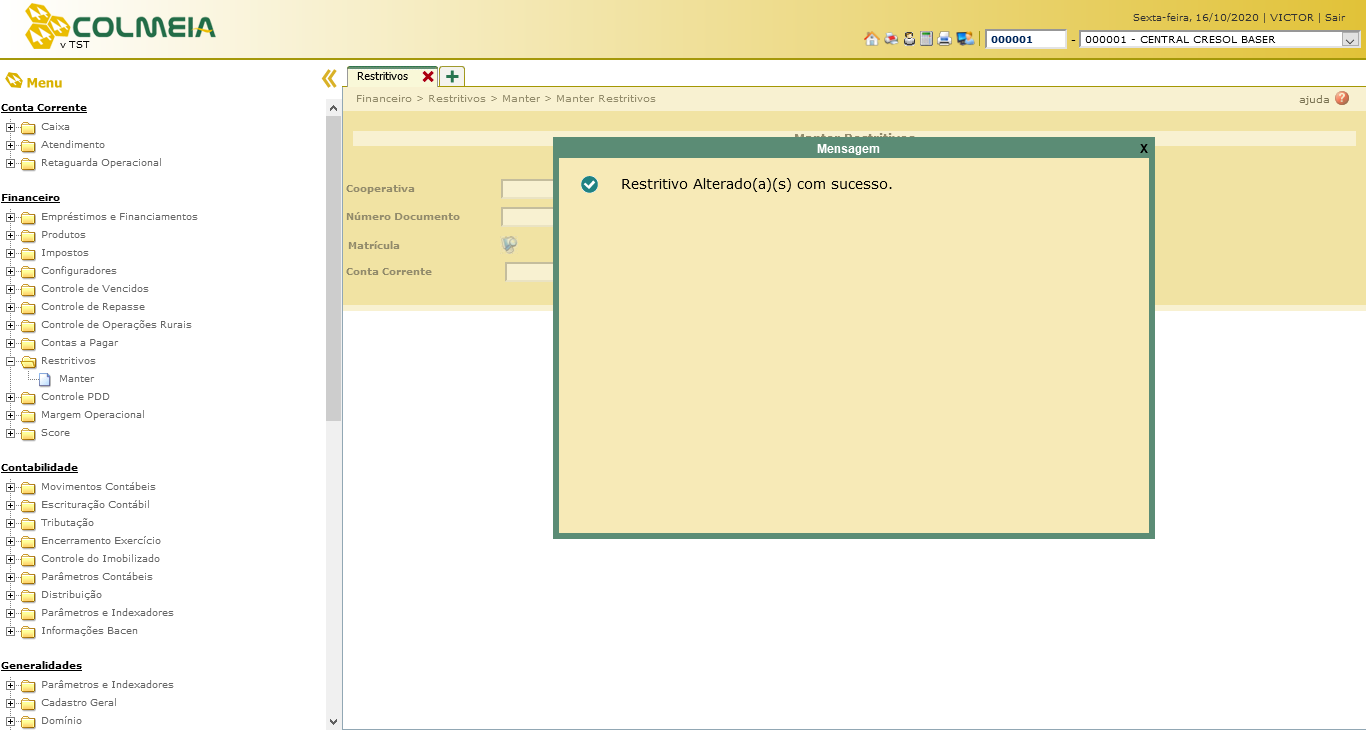 COLMEIA
v TST
Sexta-feira, 16/10/2020 | VICTOR | Sair
000001 - 000001 - CENTRAL CRESOL BASER
Menu
Conta Corrente
Caixa
Atendimento
Retaguarda Operacional
Financeiro
Empréstimos e Financiamentos
Produtos
Impostos
Configuradores
Controle de Vencidos
Controle de Repasse
Controle de Operações Rurais
Contas a Pagar
Restritivos
Manter
Controle PDD
Margem Operacional
Score
Contabilidade
Movimentos Contábeis
Escrituração Contábil
Tributação
Encerramento Exercício
Controle do Imobilizado
Parâmetros Contábeis
Distribuição
Parâmetros e Indexadores
Informações Bacen
Generalidades
Parâmetros e Indexadores
Cadastro Geral
Domínio
Restritivos
Financeiro > Restritivos > Manter > Manter Restritivos
ajuda
Manter Restritivos
Cooperativa
Número Documento
Matrícula
Conta Corrente
Mensagem X
Restritivo Alterado(a)(s) com sucesso.